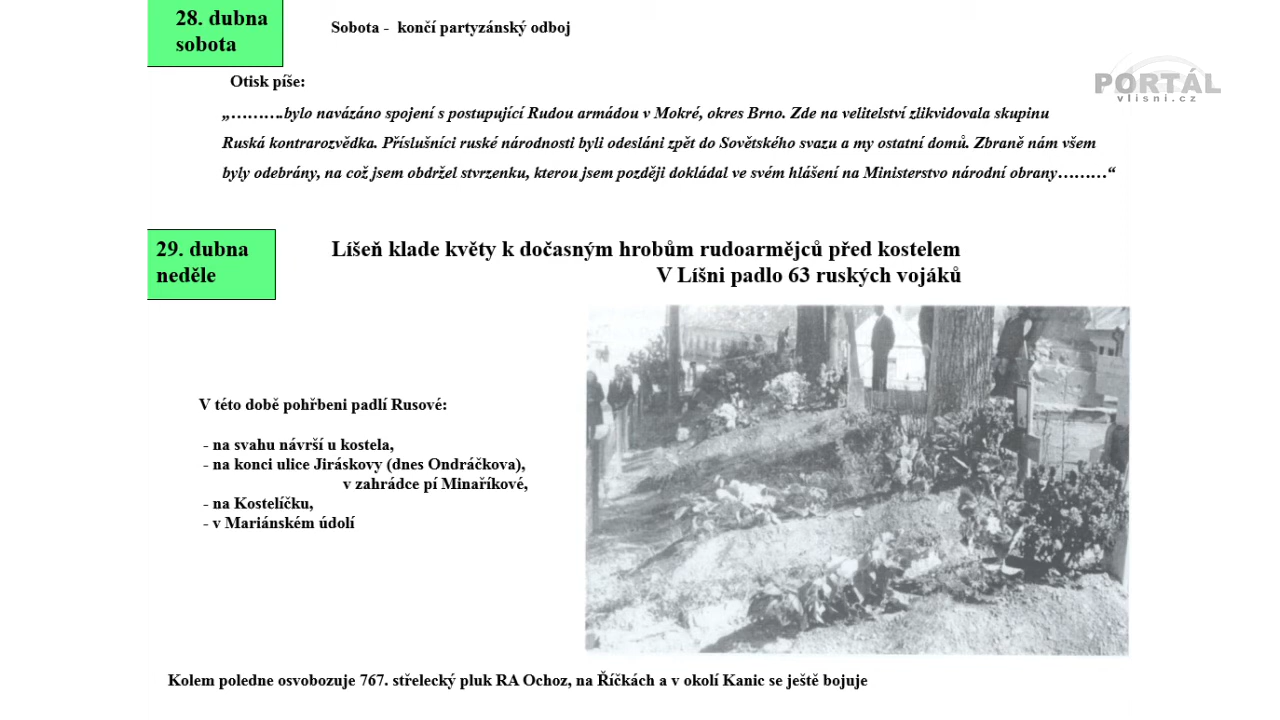 28. dubna
sobota
Sobota - končí partyzánský odboj
PORTÁL
vlisni.cz
Otisk píše:
„……….bylo navázáno spojení s postupující Rudou armádou v Mokré, okres Brno. Zde na velitelství zlikvidovala skupinu
Ruská kontrarozvědka. Příslušníci ruské národnosti byli odesláni zpět do Sovětského svazu a my ostatní domů. Zbraně nám všem
byly odebrány, na což jsem obdržel stvrzenku, kterou jsem později dokládal ve svém hlášení na Ministerstvo národní obrany………“
29. dubna
neděle
Líšeň klade květy k dočasným hrobům rudoarmějců před kostelem
V Líšni padlo 63 ruských vojáků
V této době pohřbeni padlí Rusové:
- na svahu návrší u kostela,
- na konci ulice Jiráskovy (dnes Ondráčkova),
v zahrádce pí Minaříkové,
- na Kostelíčku,
- v Mariánském údolí
Kolem poledne osvobozuje 767. střelecký pluk RA Ochoz, na Říčkách a v okolí Kanic se ještě bojuje